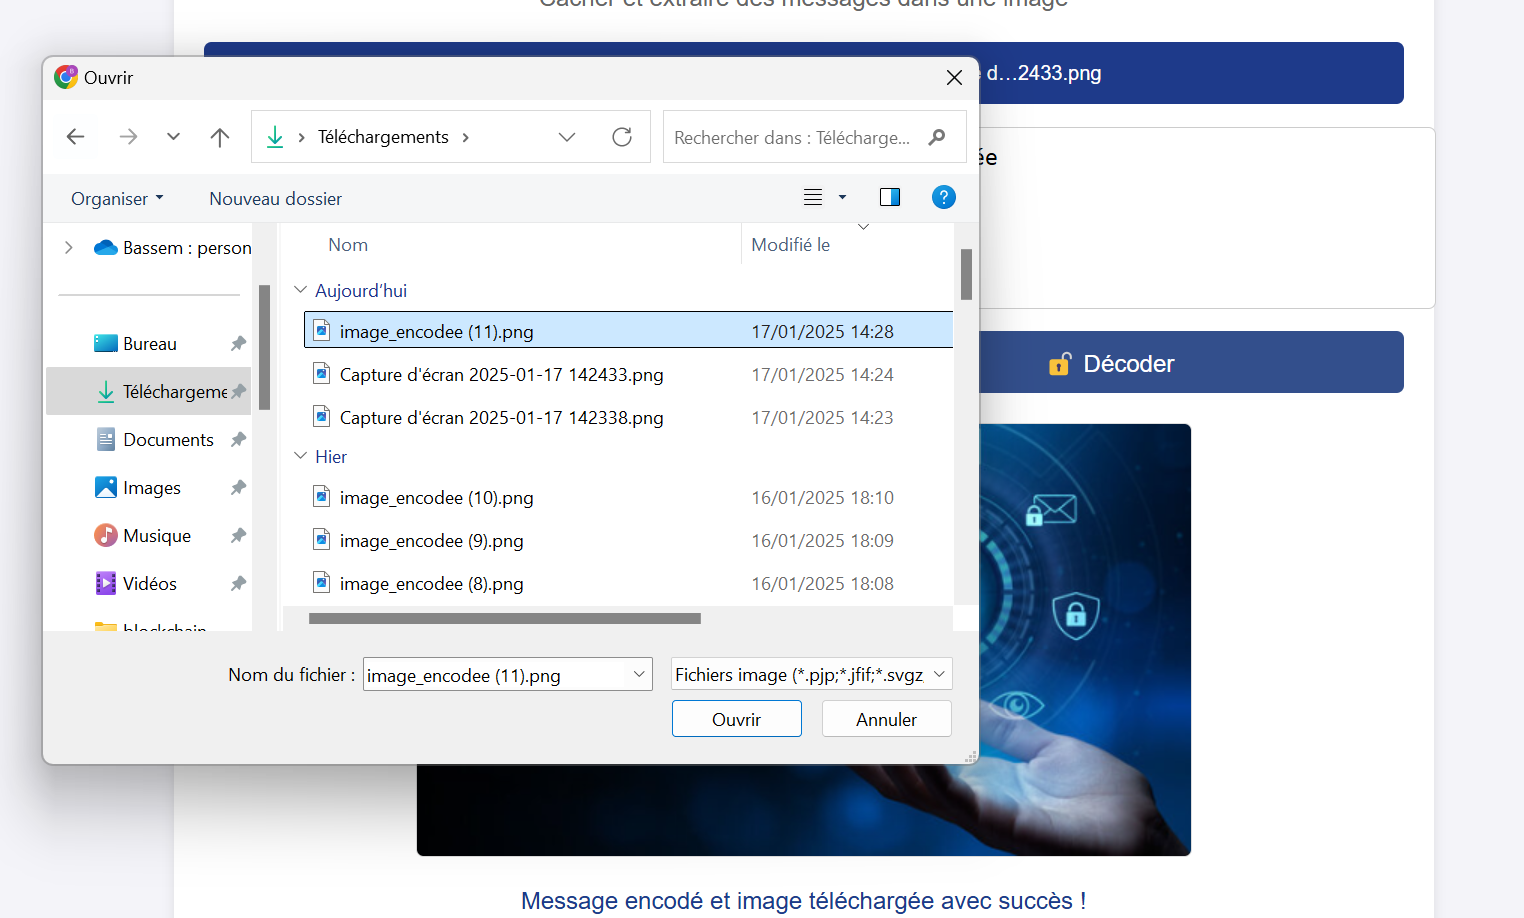 Cacher et extraire des messages dans une image
d...2433.png
Ouvrir
Téléchargements
Rechercher dans : Télécharge...
Organiser
Nouveau dossier
?
Bassem : person
Bureau
Téléchargeme
Documents
Images
Musique
Vidéos
blockchain
Nom
Modifié le
Aujourd'hui
image_encodee (11).png 17/01/2025 14:28
Capture d'écran 2025-01-17 142433.png 17/01/2025 14:24
Capture d'écran 2025-01-17 142338.png 17/01/2025 14:23
Hier
image_encodee (10).png 16/01/2025 18:10
image_encodee (9).png 16/01/2025 18:09
image_encodee (8).png 16/01/2025 18:08
Nom du fichier : image_encodee (11).png
Fichiers image (*.pjp;*.jfif;*.svgz
Ouvrir
Annuler
ée
Décoder
Message encodé et image téléchargée avec succès !